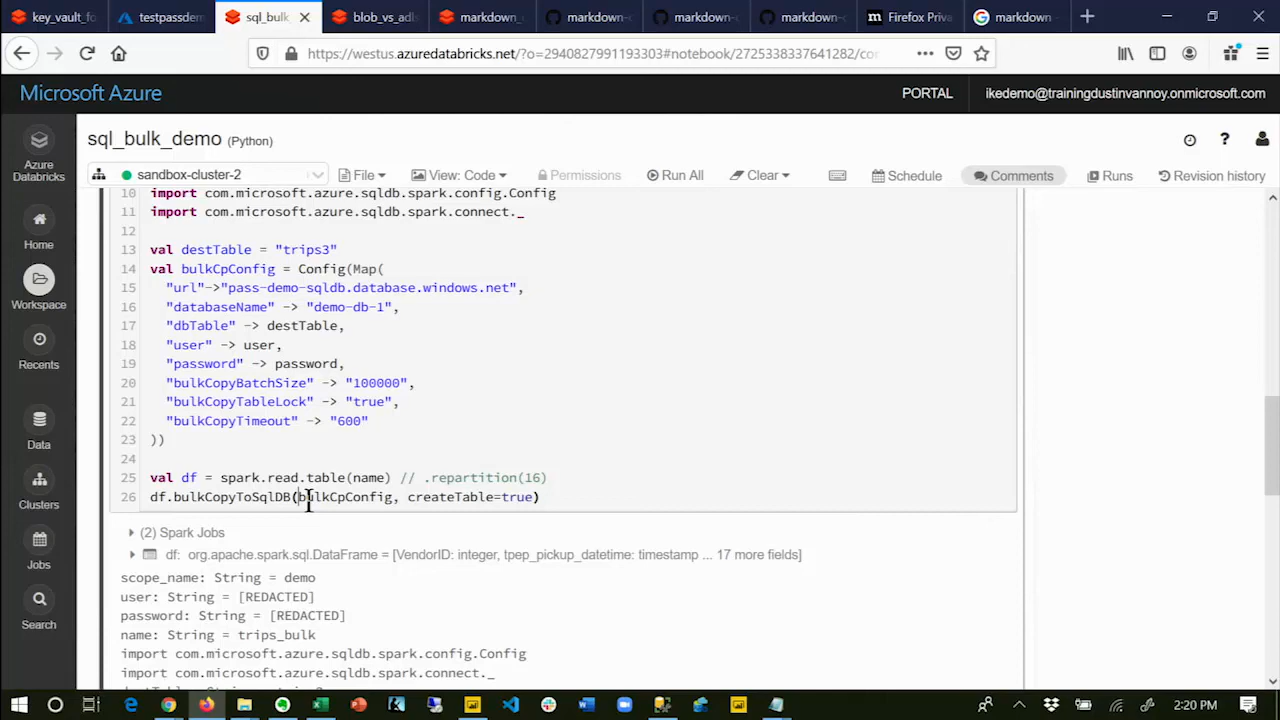 key_vault_fo
testpassdem
sql_bulk
blob_vs_adls
markdown_
markdown-
markdown-
markdown-
Firefox Priva
markdown
https://westus.azuredatabricks.net/?o=2940827991193303#notebook/2725338337641282/co
Microsoft Azure
PORTAL
ikedemo@trainingdustinvannoy.onmicrosoft.com
sql_bulk_demo (Python)
sandbox-cluster-2
File
View: Code
Permissions
Run All
Clear
Schedule
Comments
Runs
Revision history
Azure
Databricks
Home
Workspace
Recents
Data
Clusters
Jobs
Search
10 import com.microsoft.azure.sqldb.spark.config.Config
11 import com.microsoft.azure.sqldb.spark.connect._
12
13 val destTable = "trips3"
14 val bulkCpConfig = Config(Map(
15 "url"->"pass-demo-sqldb.database.windows.net",
16 "databaseName" -> "demo-db-1",
17 "dbTable" -> destTable,
18 "user" -> user,
19 "password" -> password,
20 "bulkCopyBatchSize" -> "100000",
21 "bulkCopyTableLock" -> "true",
22 "bulkCopyTimeout" -> "600"
23 ))
24
25 val df = spark.read.table(name) // .repartition(16)
26 df.bulkCopyToSqlDB(bulkCpConfig, createTable=true)
(2) Spark Jobs
df: org.apache.spark.sql.DataFrame = [VendorID: integer, tpep_pickup_datetime: timestamp ... 17 more fields]
scope_name: String = demo
user: String = [REDACTED]
password: String = [REDACTED]
name: String = trips_bulk
import com.microsoft.azure.sqldb.spark.config.Config
import com.microsoft.azure.sqldb.spark.connect._
2:20 PM